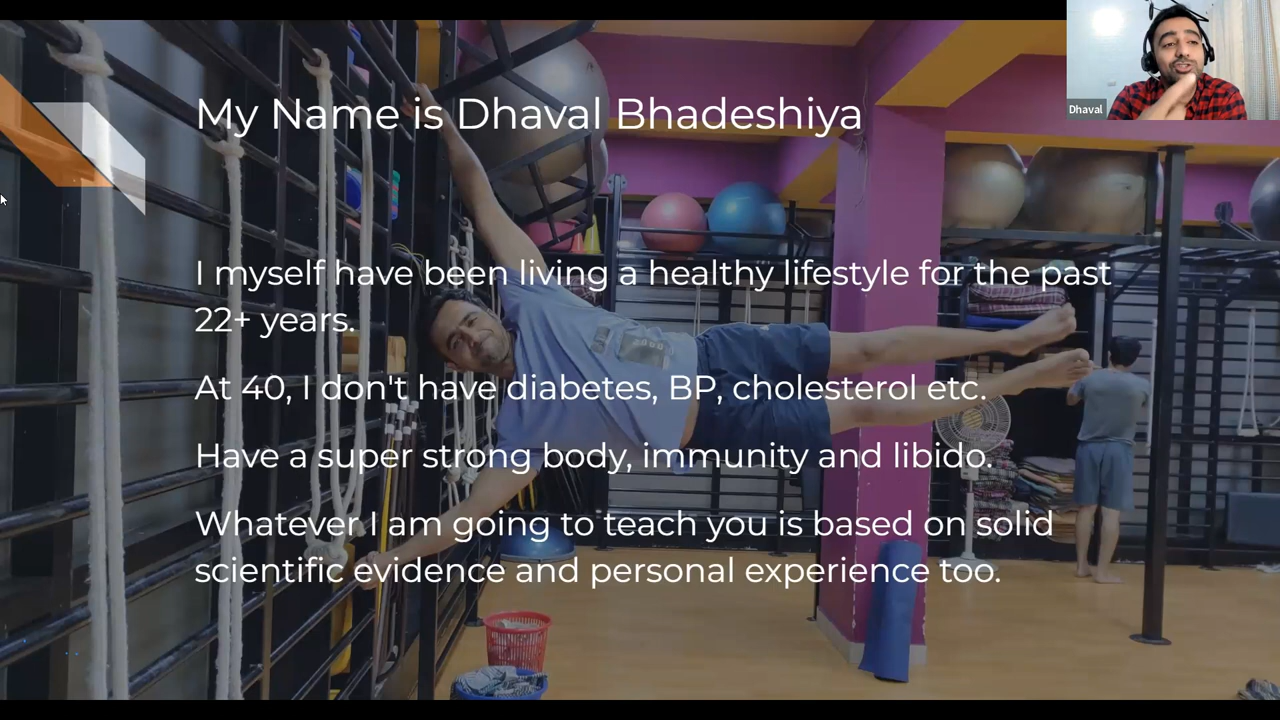 Dhaval
My Name is Dhaval Bhadeshiya
I myself have been living a healthy lifestyle for the past
22+ years.
At 40, I don't have diabetes, BP, cholesterol etc.
Have a super strong body, immunity and libido.
Whatever I am going to teach you is based on solid
scientific evidence and personal experience too.